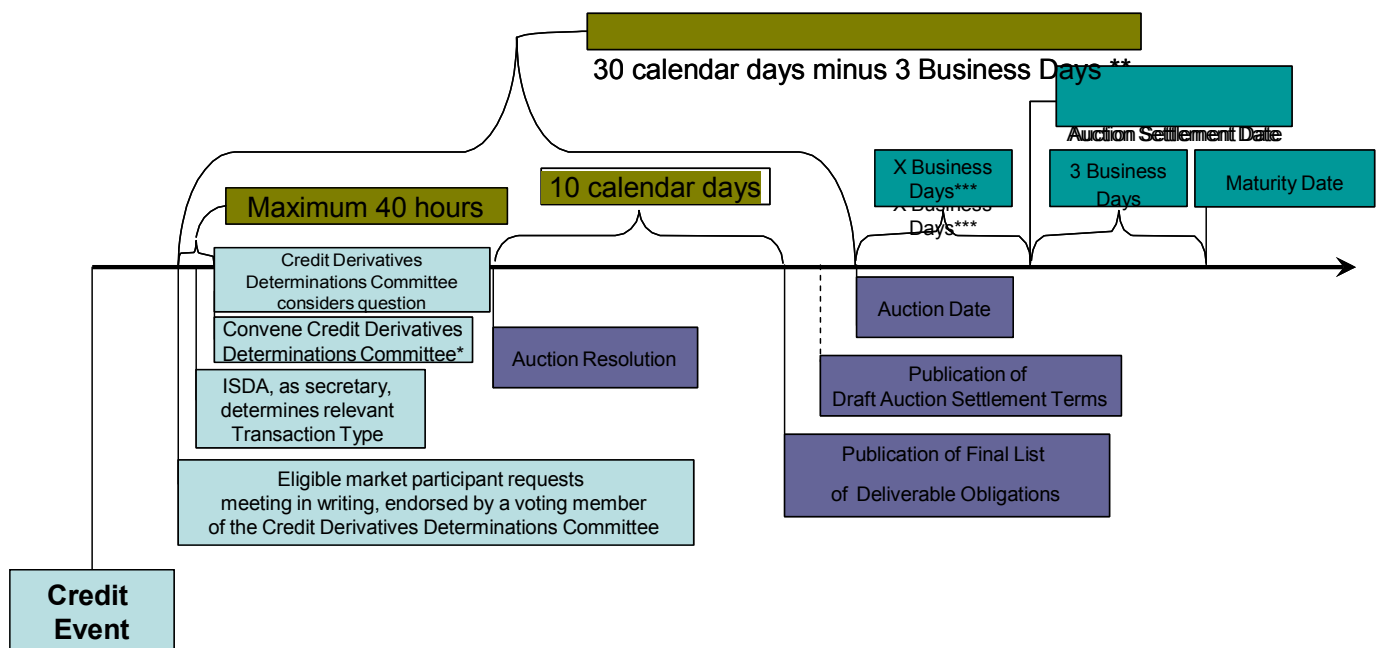 30 calendar days minus 3 Business Days **
Auction Settlement Date
X Business
Days***
X Business
Days***
3 Business
Days
Maturity Date
10 calendar days
Maximum 40 hours
Credit Derivatives
Determinations Committee
considers question
Convene Credit Derivatives
Determinations Committee*
ISDA, as secretary,
determines relevant
Transaction Type
Eligible market participant requests
meeting in writing, endorsed by a voting member
of the Credit Derivatives Determinations Committee
Auction Resolution
Auction Date
Publication of
Draft Auction Settlement Terms
Publication of Final List
of Deliverable Obligations
Credit
Event